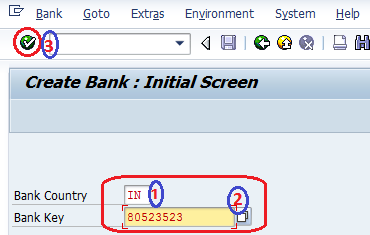 Bank Goto Extras Environment System Help
3
Create Bank : Initial Screen
Bank Country IN 1
Bank Key 80523523 2